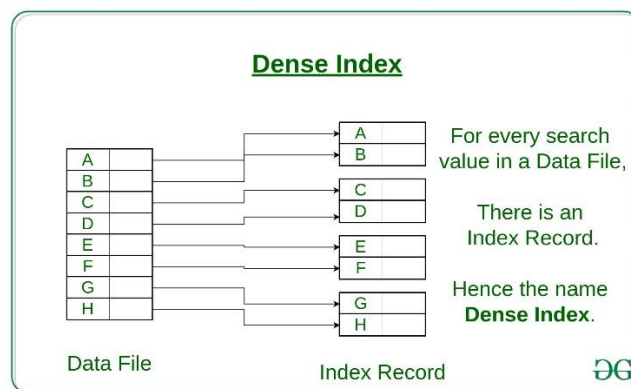 Dense Index
A
B
C
D
E
F
G
H
Data File
A
B
C
D
E
F
G
H
Index Record
For every search
value in a Data File,
There is an
Index Record.
Hence the name
Dense Index.